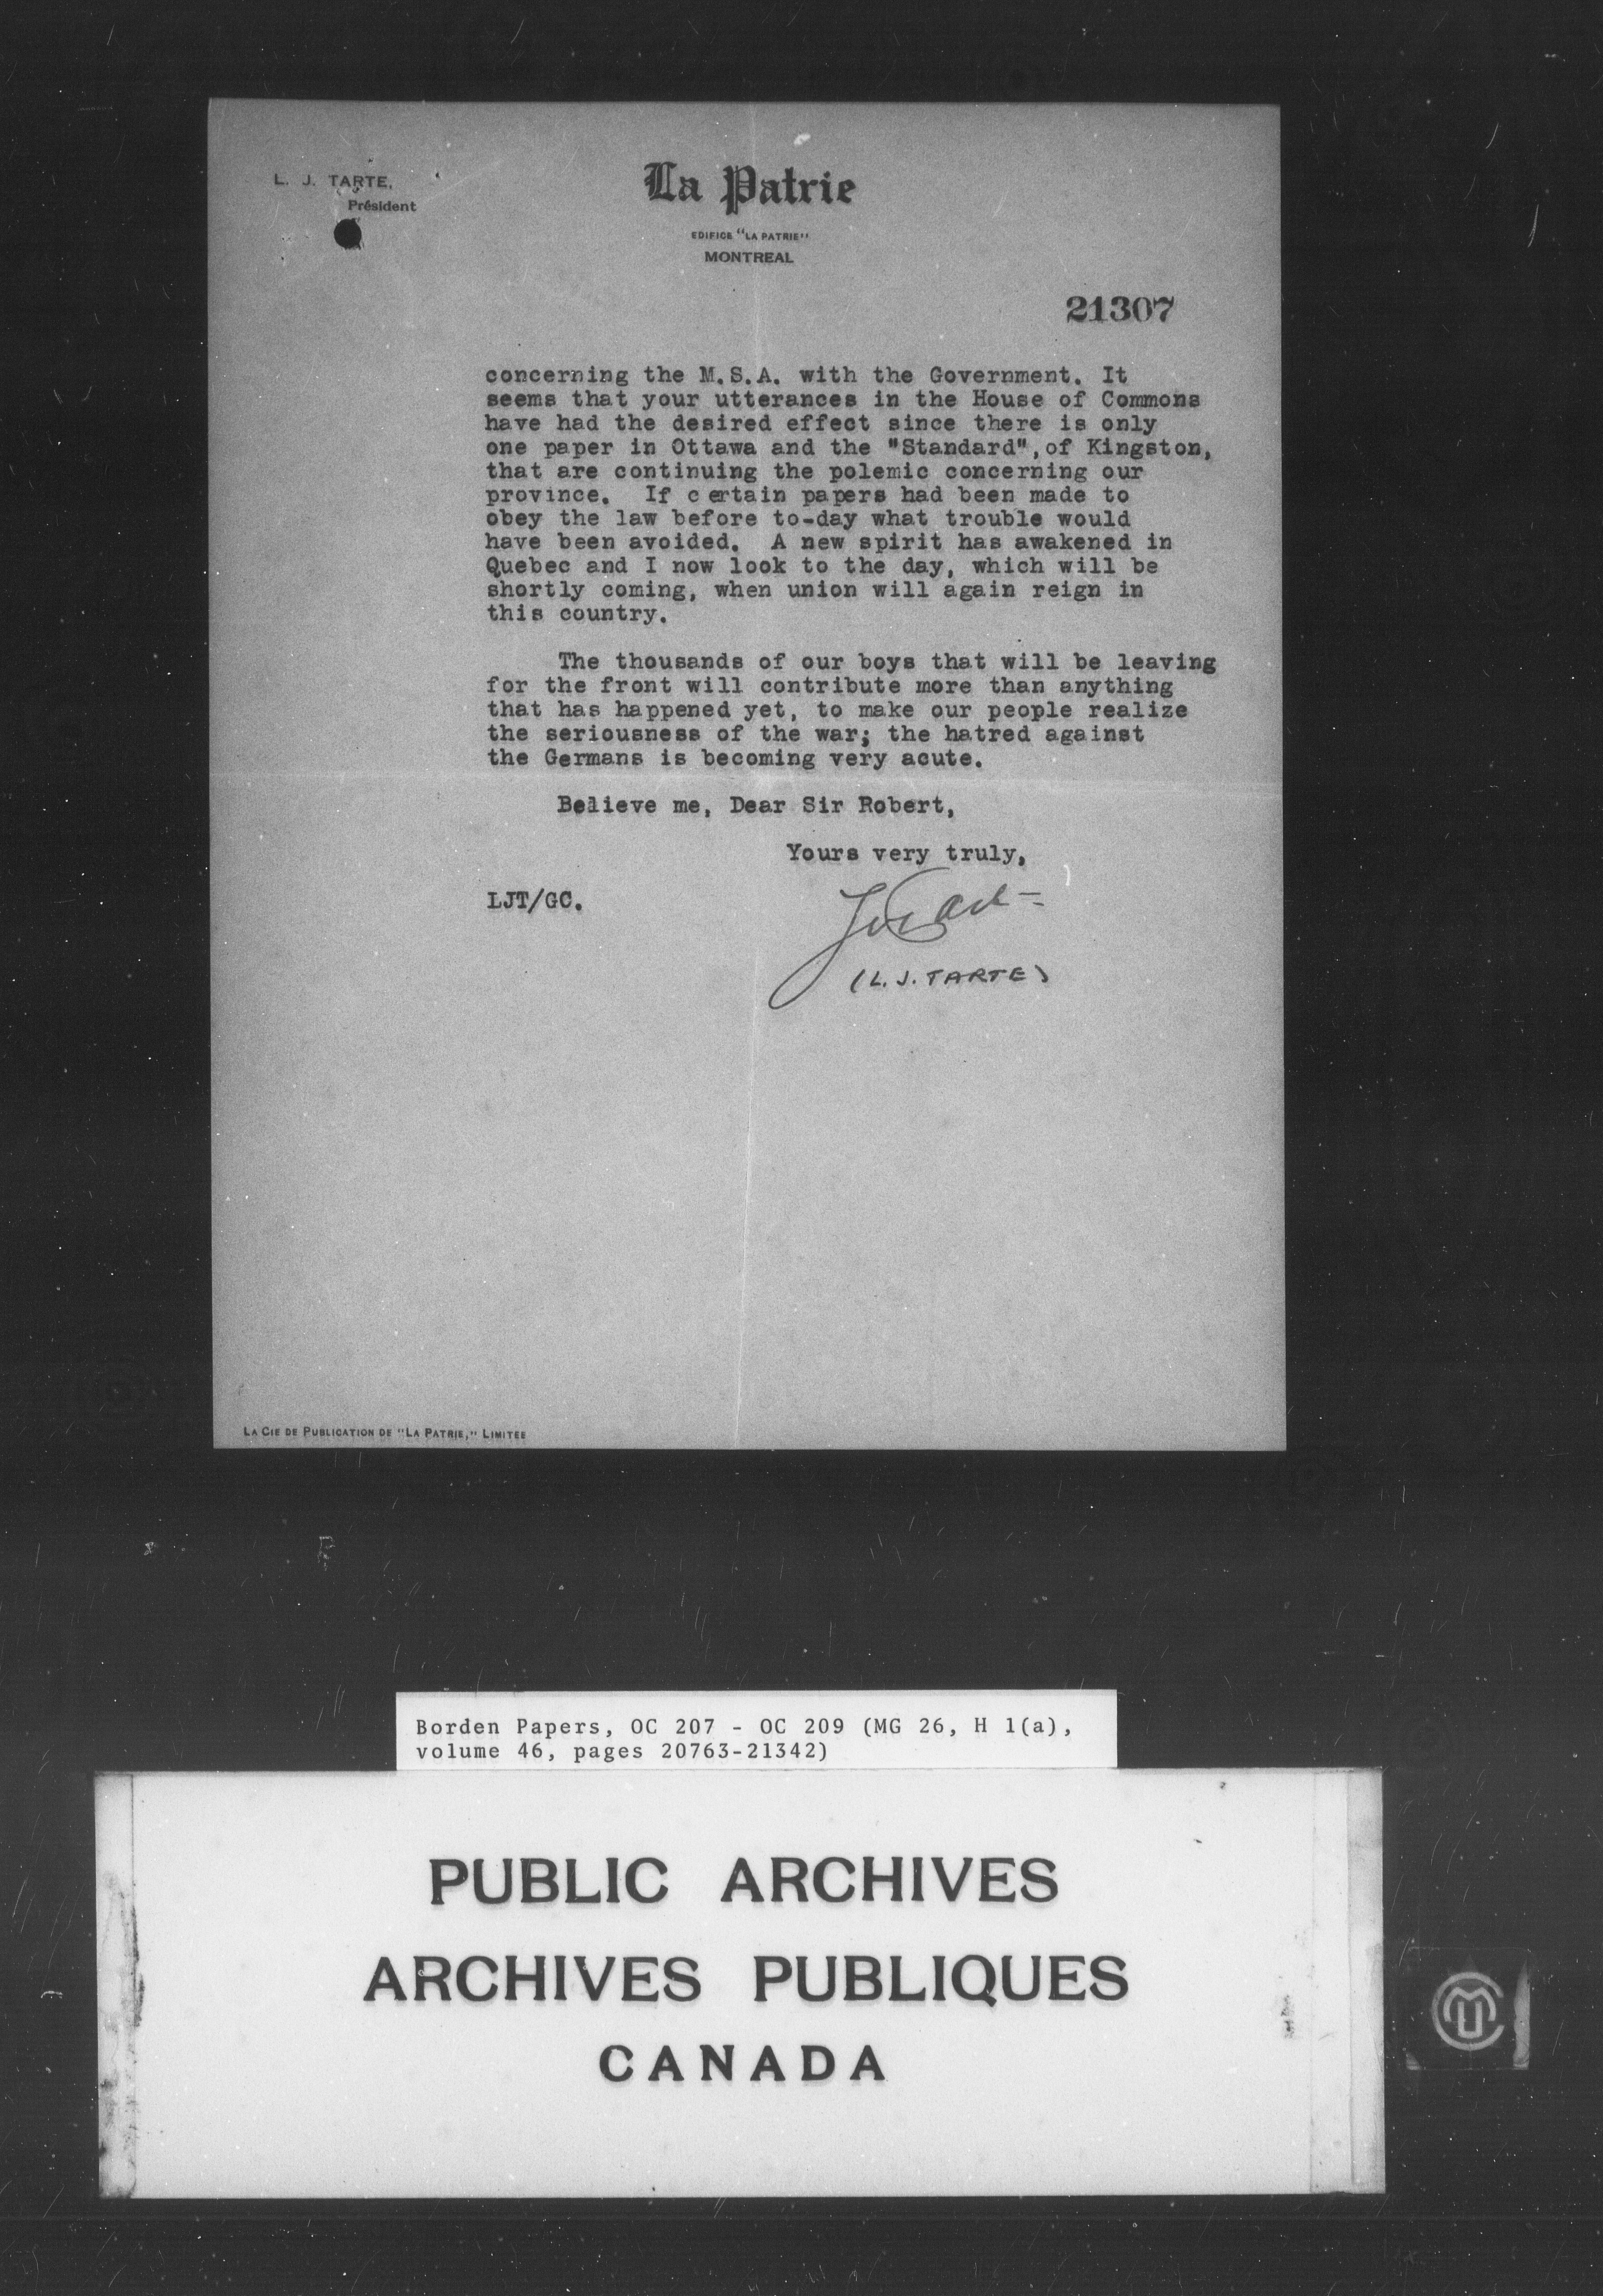 L. J. TARTE,
Président
La Patrie
EDIFICE "LA PATRIE"
MONTREAL
21307
concerning the M.S.A. with the Government. It
seems that your utterances in the House of Commons
have had the desired effect since there is only
one paper in Ottawa and the "Standard", of Kingston,
that are continuing the polemic concerning our
province. If certain papers had been made to
obey the law before to-day what trouble would
have been avoided. A new spirit has awakened in
Quebec and I now look to the day, which will be
shortly coming, when union will again reign in
this country.
The thousands of our boys that will be leaving
for the front will contribute more than anything
that has happened yet, to make our people realize
the seriousness of the war; the hatred against
the Germans is becoming very acute.
Believe me, Dear Sir Robert,
Yours very truly,
LJT/GC.
(L. J. TARTE)
LA CIE DE PUBLICATION DE "LA PATRIE," LIMITEE
Borden Papers, OC 207 - OC 209 (MG 26, H 1(a),
volume 46, pages 20763-21342)
PUBLIC ARCHIVES
ARCHIVES PUBLIQUES
CANADA